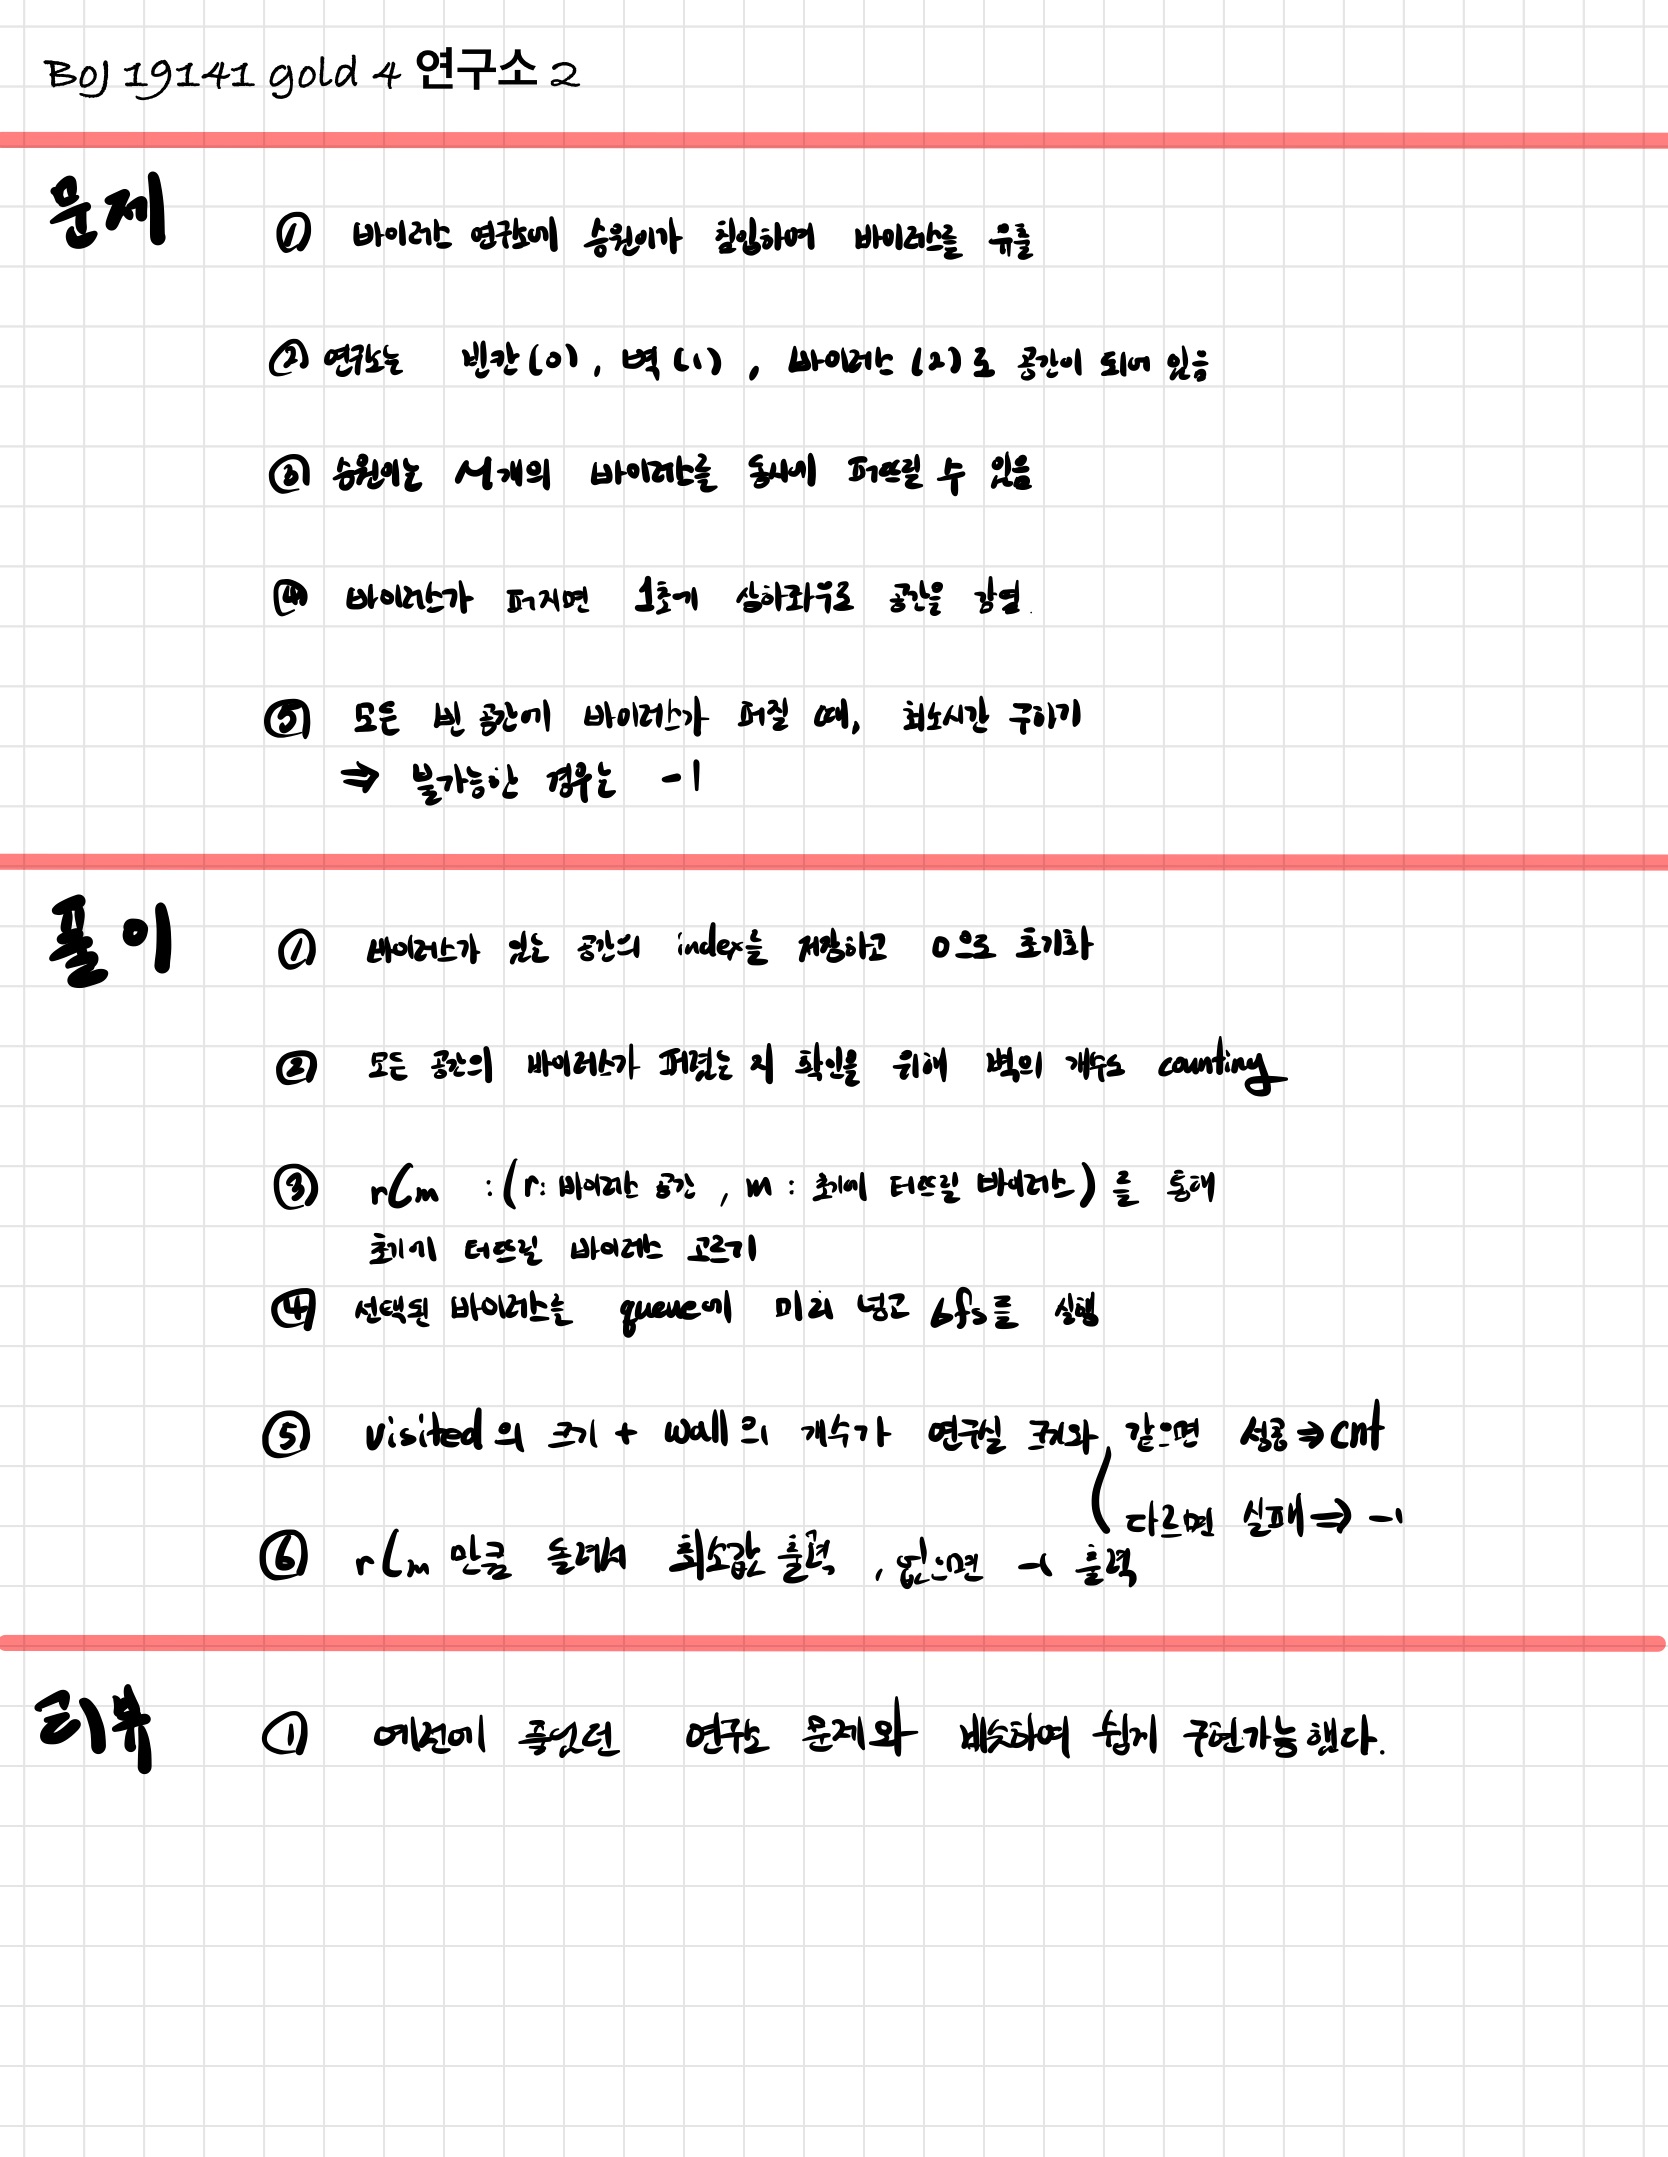 BOJ 19141 gold 4 연구소 2
문제
① 바이러스 연구소에 승원이가 침입하여 바이러스를 유출
② 연구소는 빈칸(0), 벽(1), 바이러스(2)로 공간이 되어 있음
③ 승원이는 M개의 바이러스를 동시에 퍼뜨릴 수 있음
④ 바이러스가 퍼지면 1초에 상하좌우로 공간을 감염
⑤ 모든 빈 공간에 바이러스가 퍼질 때, 최소시간 구하기
⇒ 불가능한 경우는 -1
풀이
① 바이러스가 있는 공간의 index를 저장하고 0으로 초기화
② 모든 공간의 바이러스가 퍼졌는 지 확인을 위해 벽의 개수도 counting
③ rCm : (r: 바이러스 공간, m: 초기에 터뜨릴 바이러스)를 통해
초기에 터뜨릴 바이러스 고르기
④ 선택된 바이러스를 queue에 미리 넣고 bfs를 실행
⑤ visited의 크기 + wall의 개수가 연구실 크기와 같으면 성공 ⇒ cnt
다르면 실패 ⇒ -1
⑥ rCm 만큼 돌려서 최소값 출력, 없으면 -1 출력
리뷰
① 예전에 풀었던 연구소 문제와 비슷하여 쉽게 구현가능했다.